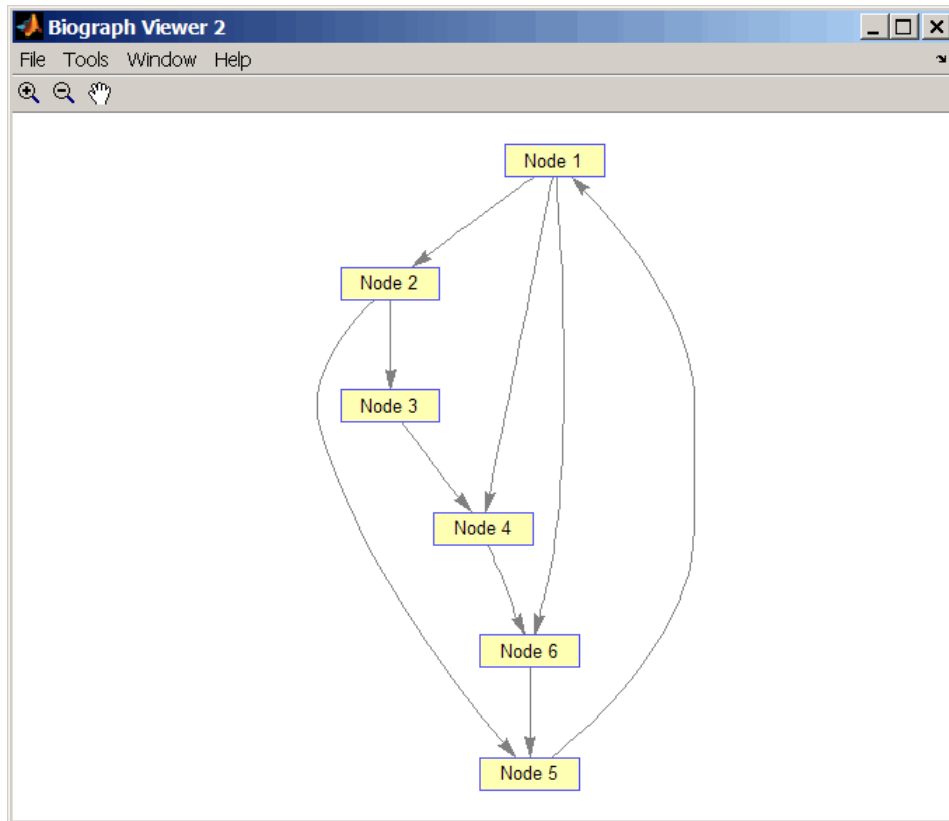 Biograph Viewer 2
File Tools Window Help
Node 1
Node 2
Node 3
Node 4
Node 6
Node 5